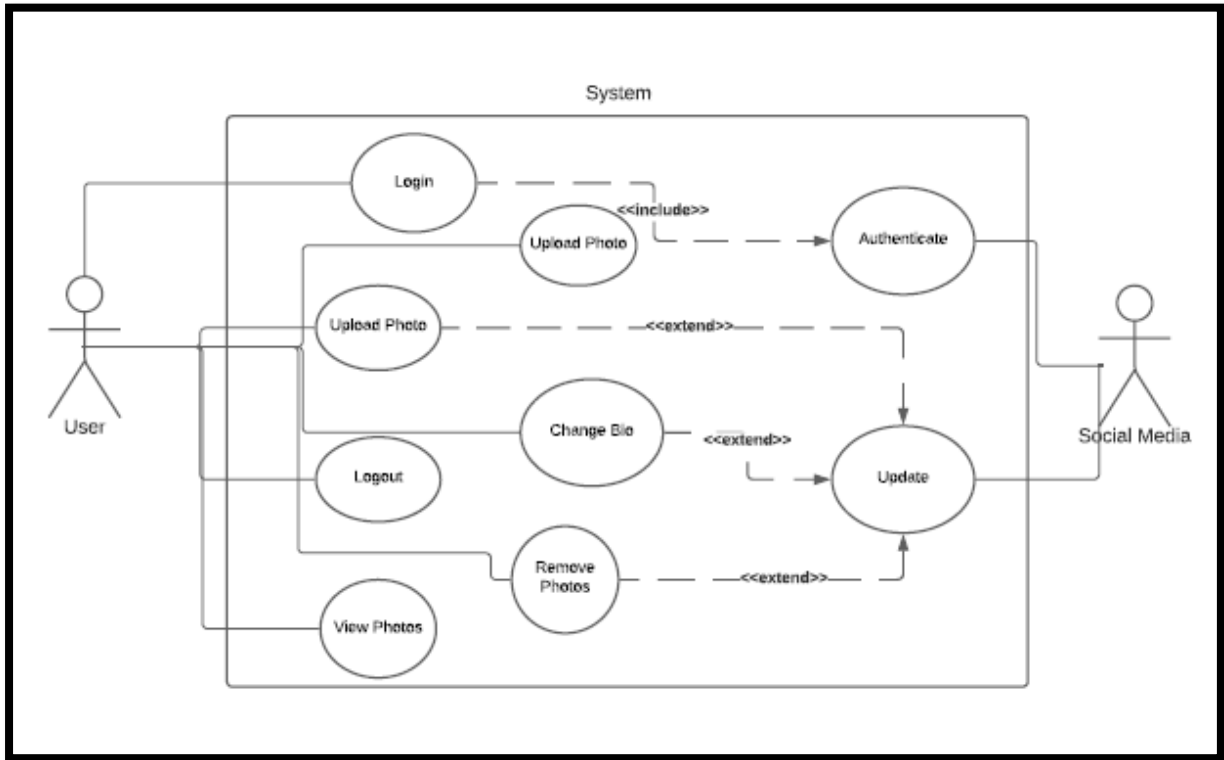 System
Login
<<include>>
Upload Photo
Authenticate
Upload Photo
<<extend>>
User
Change Bio
<<extend>>
Social Media
Logout
Update
Remove
Photos
<<extend>>
View Photos